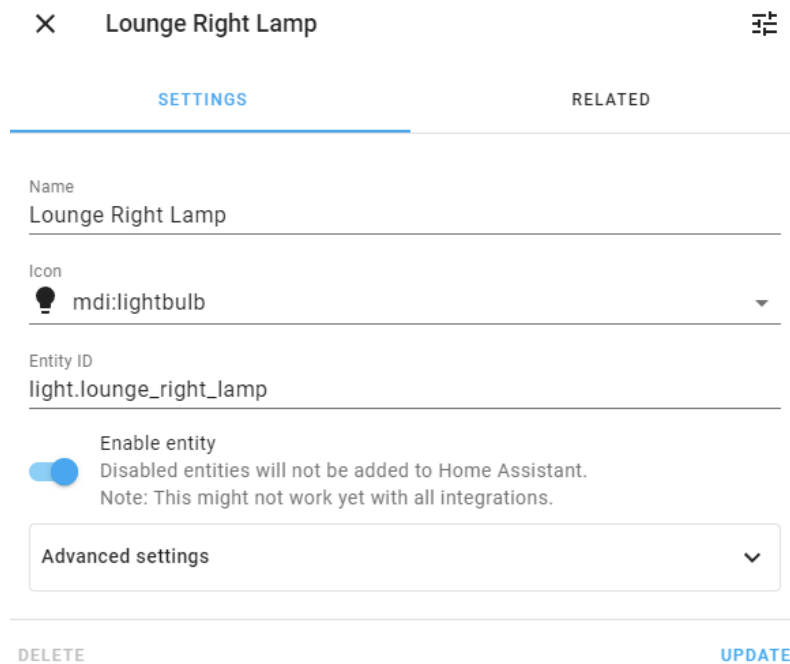 Lounge Right Lamp
SETTINGS
RELATED
Name
Lounge Right Lamp
Icon
mdi:lightbulb
Entity ID
light.lounge_right_lamp
Enable entity
Disabled entities will not be added to Home Assistant.
Note: This might not work yet with all integrations.
Advanced settings
DELETE
UPDATE